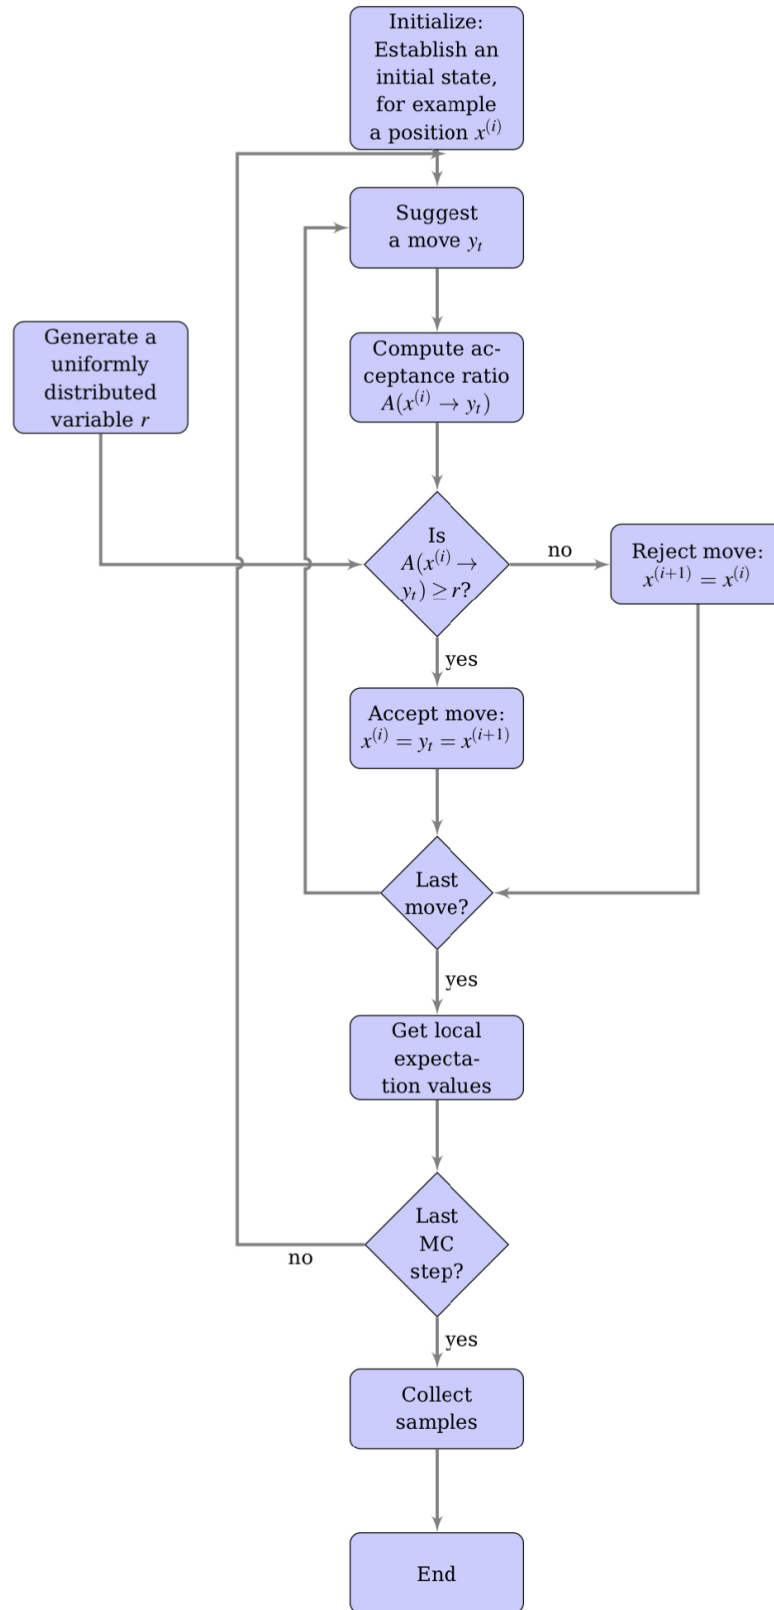 Initialize:
Establish an
initial state,
for example
a position x^(i)
Suggest
a move y_t
Generate a
uniformly
distributed
variable r
Compute ac-
ceptance ratio
A(x^(i) → y_t)
Is
A(x^(i) →
y_t) ≥ r?
no
Reject move:
x^(i+1) = x^(i)
yes
Accept move:
x^(i) = y_t = x^(i+1)
Last
move?
yes
Get local
expecta-
tion values
Last
MC
step?
no
yes
Collect
samples
End